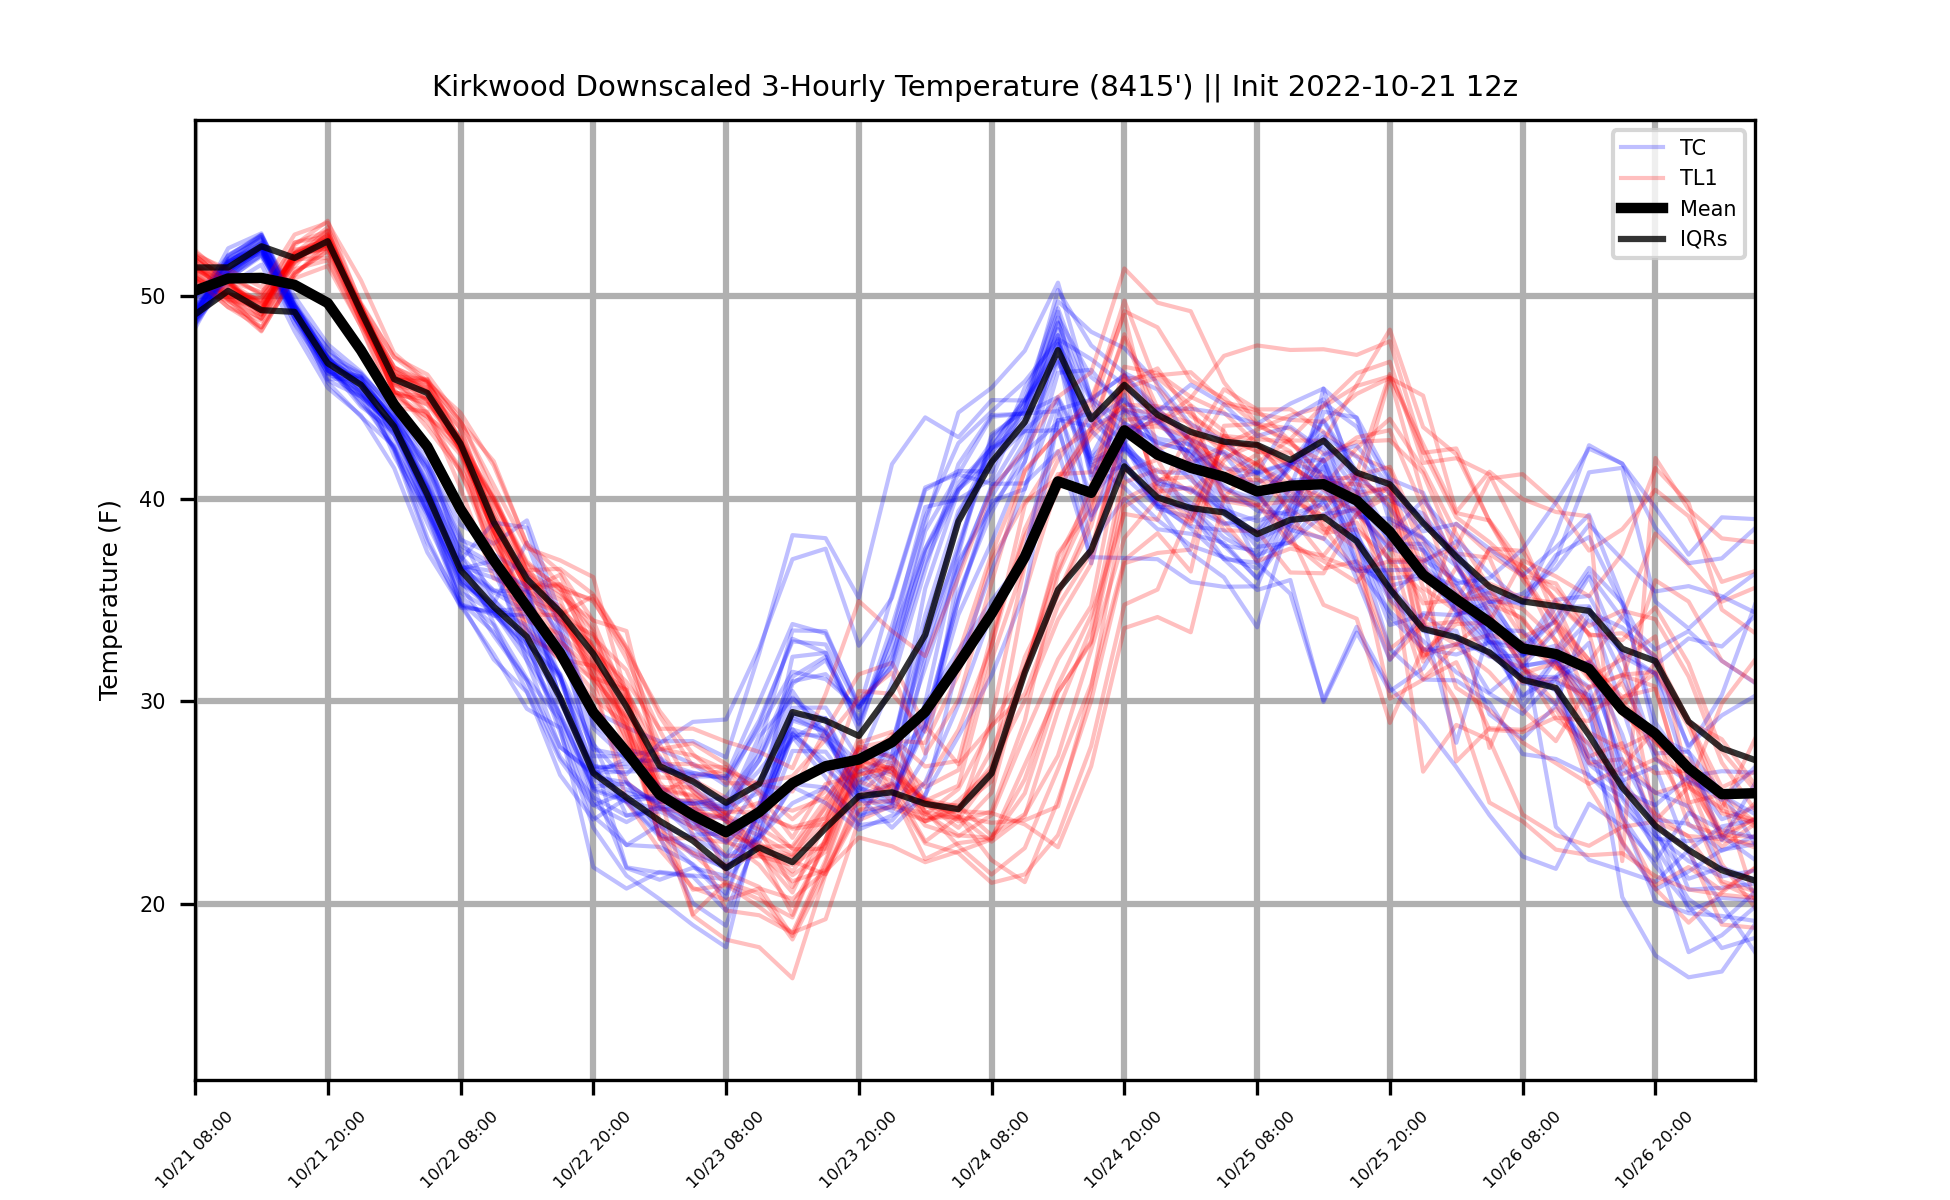 Kirkwood Downscaled 3-Hourly Temperature (8415') || Init 2022-10-21 12z
TC
TL1
Mean
IQRs
Temperature (F)
50
40
30
20
10/21 08:00
10/21 20:00
10/22 08:00
10/22 20:00
10/23 08:00
10/23 20:00
10/24 08:00
10/24 20:00
10/25 08:00
10/25 20:00
10/26 08:00
10/26 20:00